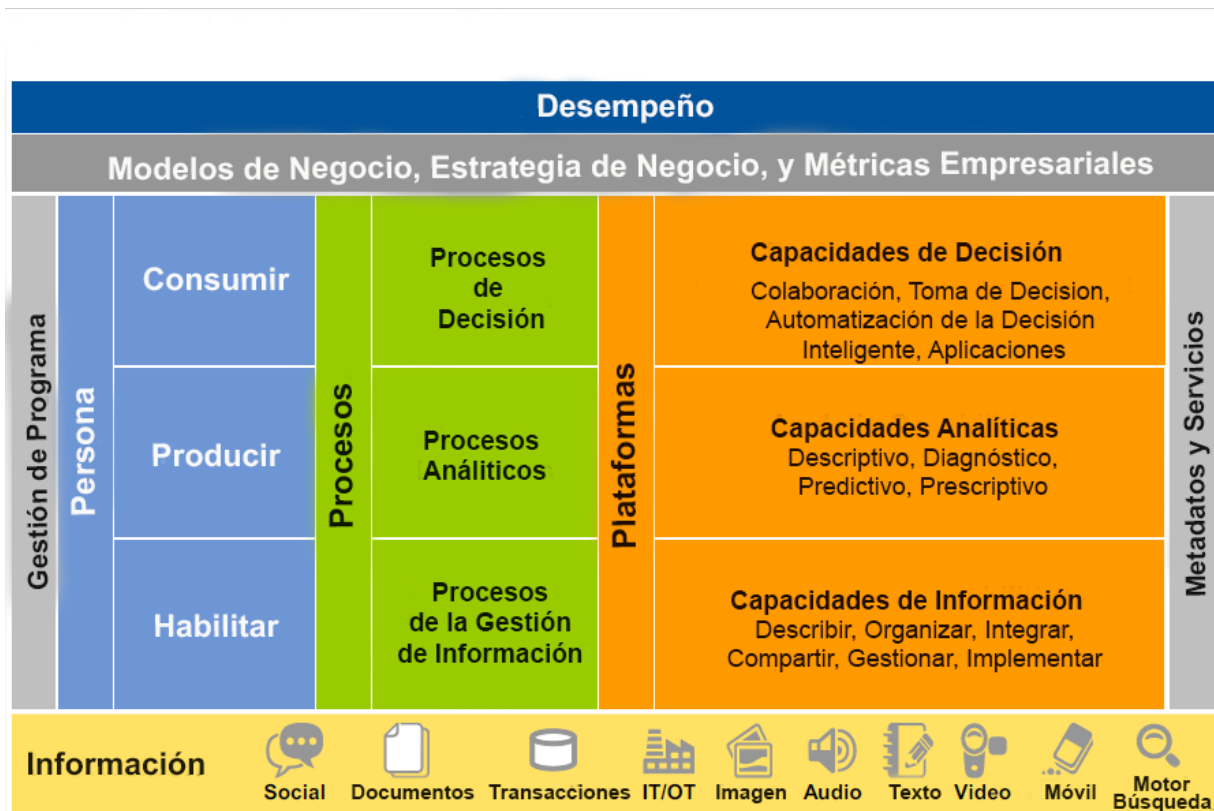 Desempeño
Modelos de Negocio, Estrategia de Negocio, y Métricas Empresariales
Gestión de Programa
Persona
Consumir
Producir
Habilitar
Procesos
Procesos
de
Decisión
Procesos
Análiticos
Procesos
de la Gestión
de Información
Plataformas
Capacidades de Decisión
Colaboración, Toma de Decision,
Automatización de la Decisión
Inteligente, Aplicaciones
Capacidades Analíticas
Descriptivo, Diagnóstico,
Predictivo, Prescriptivo
Capacidades de Información
Describir, Organizar, Integrar,
Compartir, Gestionar, Implementar
Metadatos y Servicios
Información
Social
Documentos
Transacciones
IT/OT
Imagen
Audio
Texto
Video
Móvil
Motor
Búsqueda